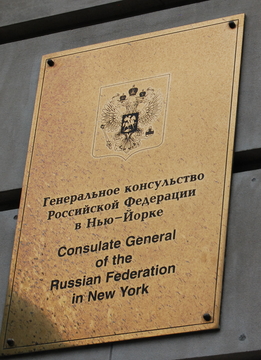 Генеральное консульство
Российской Федерации
в Нью-Йорке
Consulate General
of the
Russian Federation
in New York